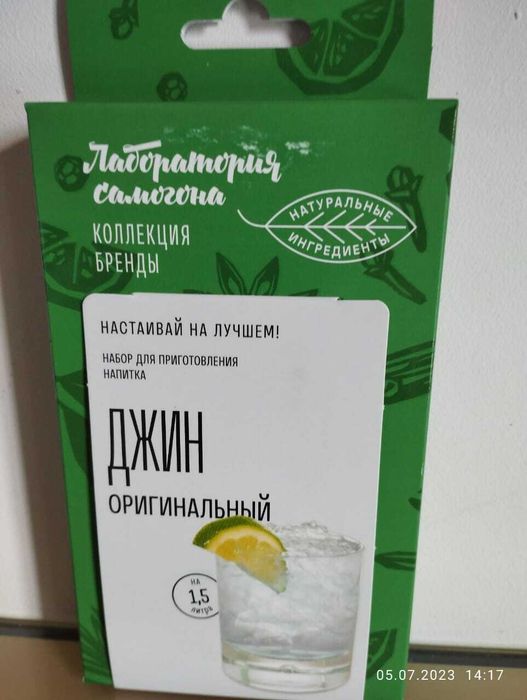 Лаборатория
самогона
КОЛЛЕКЦИЯ
БРЕНДЫ
НАТУРАЛЬНЫЕ
ИНГРЕДИЕНТЫ
НАСТАИВАЙ НА ЛУЧШЕМ!
НАБОР ДЛЯ ПРИГОТОВЛЕНИЯ
НАПИТКА
ДЖИН
ОРИГИНАЛЬНЫЙ
НА
1,5
литра
05.07.2023 14:17